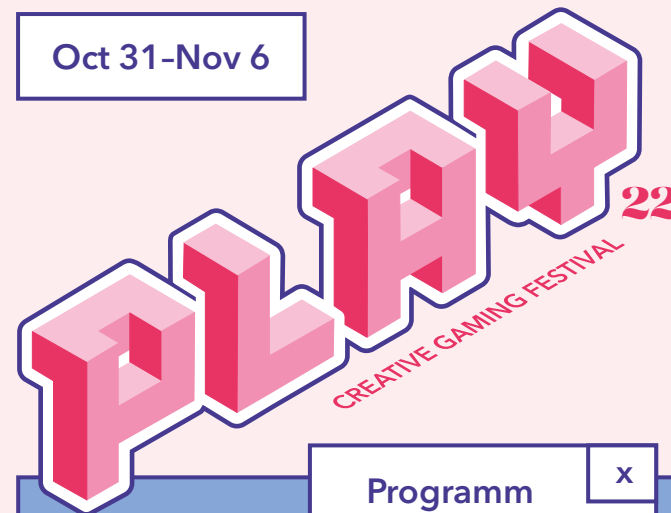 Oct 31–Nov 6
PLAY
22
CREATIVE GAMING FESTIVAL
Programm
x